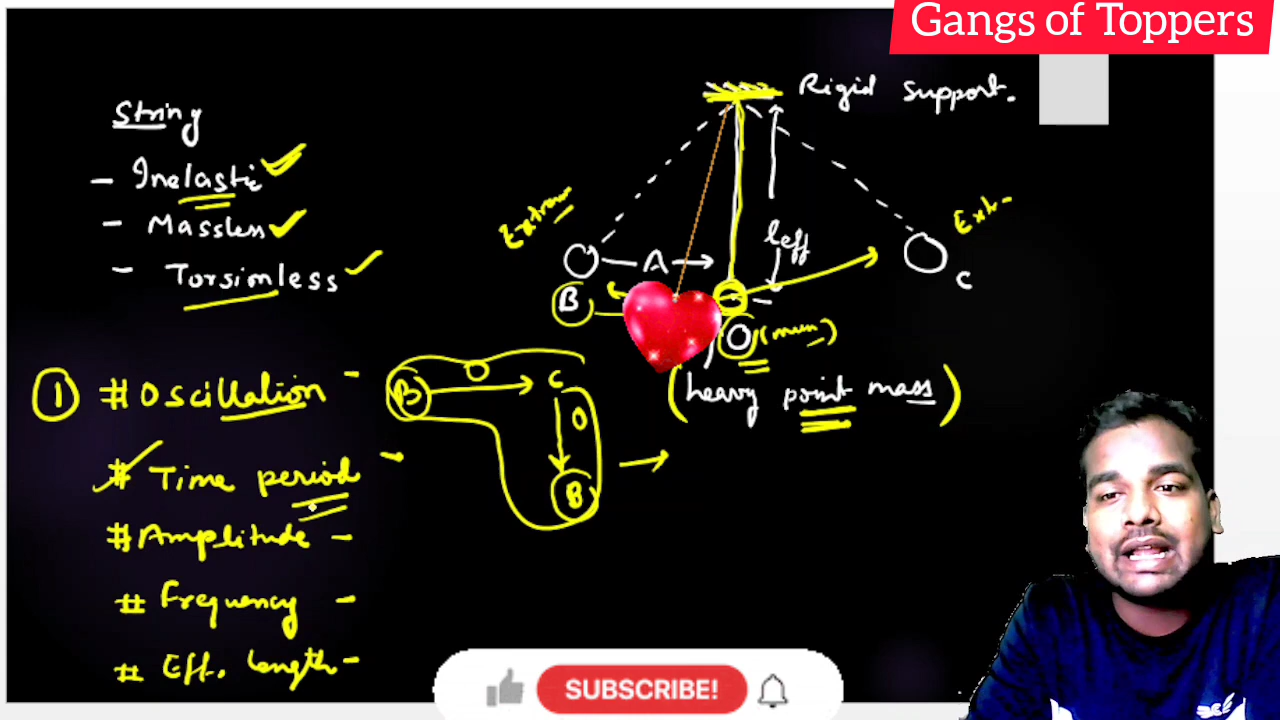 Gangs of Toppers
Rigid support.
String
- Inelastic
- Massless
- Torsionless
Extreme
Extr-
A
leff
B
C
O (mean)
(heavy point mass)
① # Oscillation -
B O C
O
B
# Time period -
# Amplitude -
# Frequency -
# Eff. length -
SUBSCRIBE!